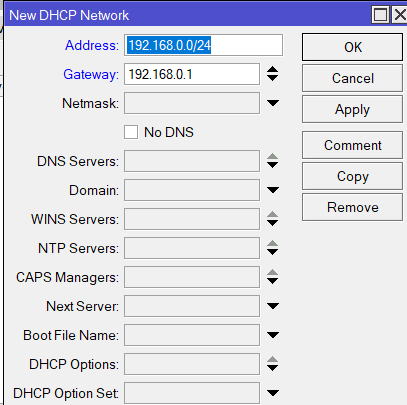 New DHCP Network
Address: 192.168.0.0/24
OK
Gateway: 192.168.0.1
Cancel
Netmask:
Apply
No DNS
Comment
DNS Servers:
Copy
Domain:
Remove
WINS Servers:
NTP Servers:
CAPS Managers:
Next Server:
Boot File Name:
DHCP Options:
DHCP Option Set: